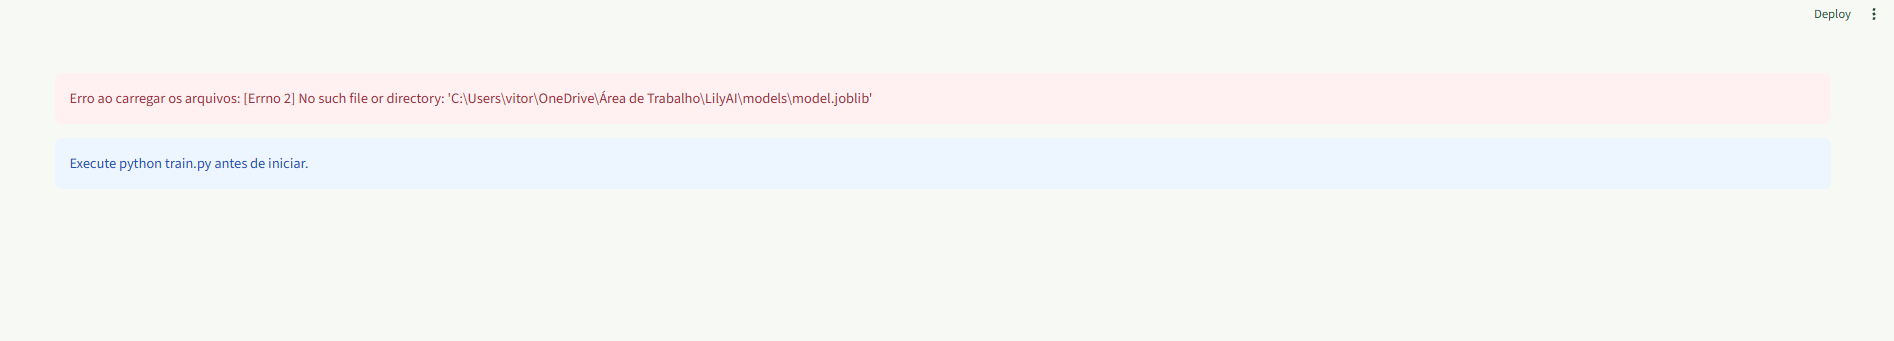 Deploy
Erro ao carregar os arquivos: [Errno 2] No such file or directory: 'C:\Users\vitor\OneDrive\Área de Trabalho\LilyAI\models\model.joblib'
Execute python train.py antes de iniciar.